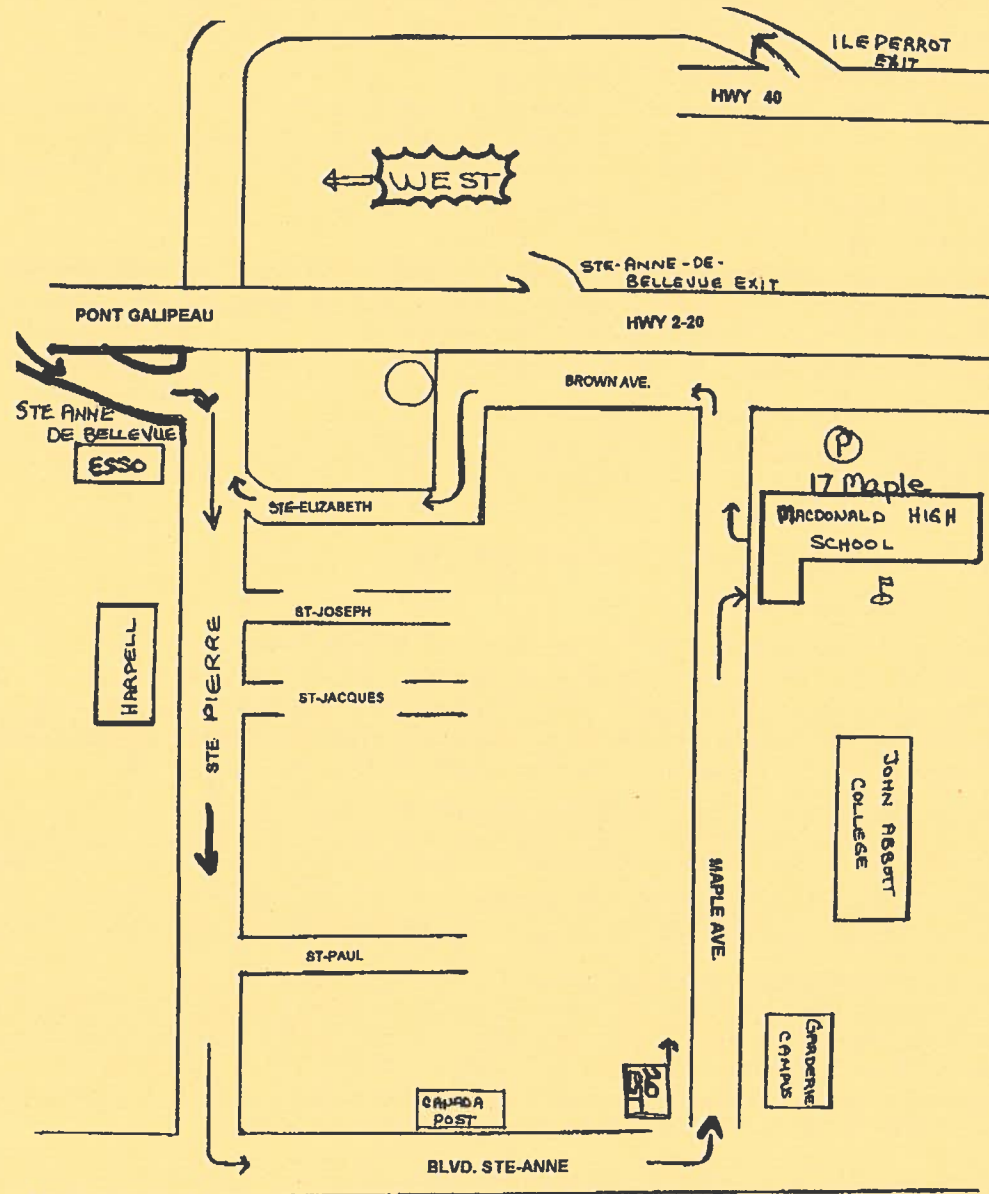 ILE PERROT
EXIT
HWY 40
WEST
STE-ANNE-DE-
BELLEVUE EXIT
PONT GALIPEAU
HWY 2-20
BROWN AVE.
STE ANNE
DE BELLEVUE
ESSO
P
17 Maple
MACDONALD HIGH
SCHOOL
STE-ELIZABETH
ST-JOSEPH
HARPELL
STE PIERRE
ST-JACQUES
JOHN ABBOTT
COLLEGE
MAPLE AVE.
ST-PAUL
GARDERIE
CAMPUS
20
EST
CANADA
POST
BLVD. STE-ANNE